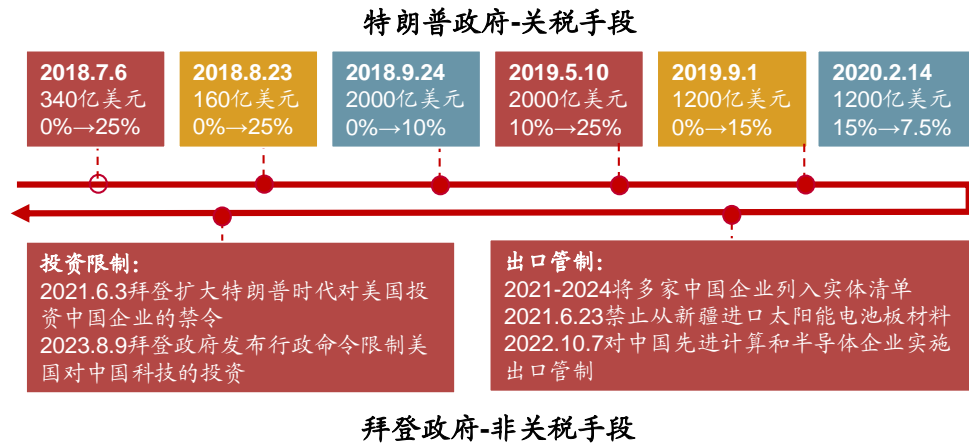 特朗普政府-关税手段
2018.7.6
340亿美元
0%→25%
2018.8.23
160亿美元
0%→25%
2018.9.24
2000亿美元
0%→10%
2019.5.10
2000亿美元
10%→25%
2019.9.1
1200亿美元
0%→15%
2020.2.14
1200亿美元
15%→7.5%
投资限制：
2021.6.3拜登扩大特朗普时代对美国投
资中国企业的禁令
2023.8.9拜登政府发布行政命令限制美
国对中国科技的投资
出口管制：
2021-2024将多家中国企业列入实体清单
2021.6.23禁止从新疆进口太阳能电池板材料
2022.10.7对中国先进计算和半导体企业实施
出口管制
拜登政府-非关税手段